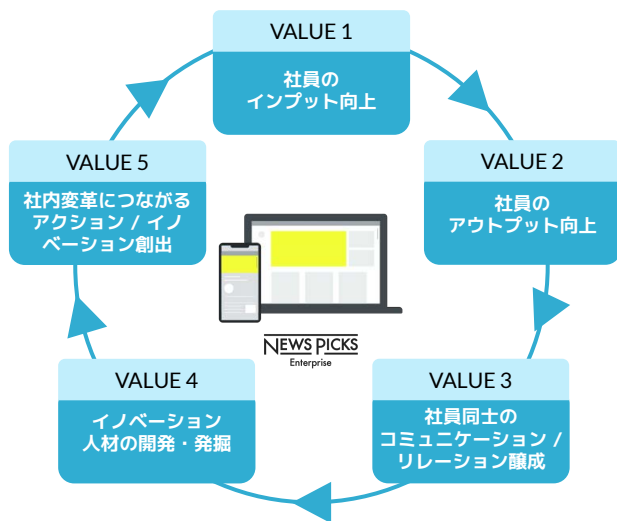 VALUE 1
社員の
インプット向上
VALUE 2
社員の
アウトプット向上
VALUE 3
社員同士の
コミュニケーション /
リレーション醸成
VALUE 4
イノベーション
人材の開発・発掘
VALUE 5
社内変革につながる
アクション / イノ
ベーション創出
NEWS PICKS
Enterprise